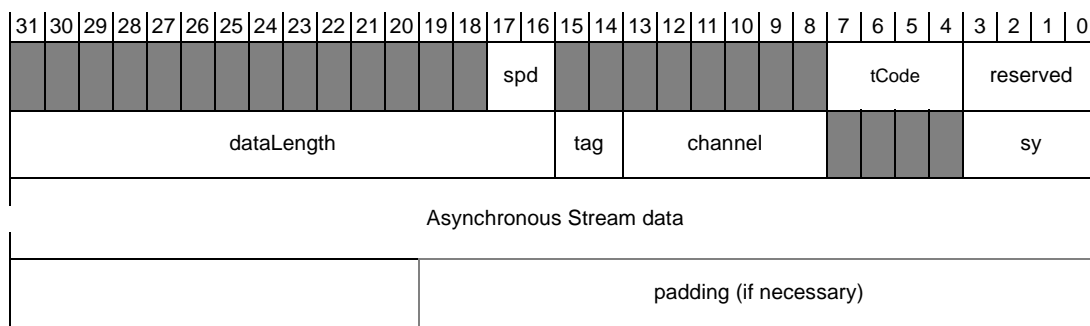 31 30 29 28 27 26 25 24 23 22 21 20 19 18 17 16 15 14 13 12 11 10 9 8 7 6 5 4 3 2 1 0
spd tCode reserved
dataLength tag channel sy
Asynchronous Stream data
padding (if necessary)